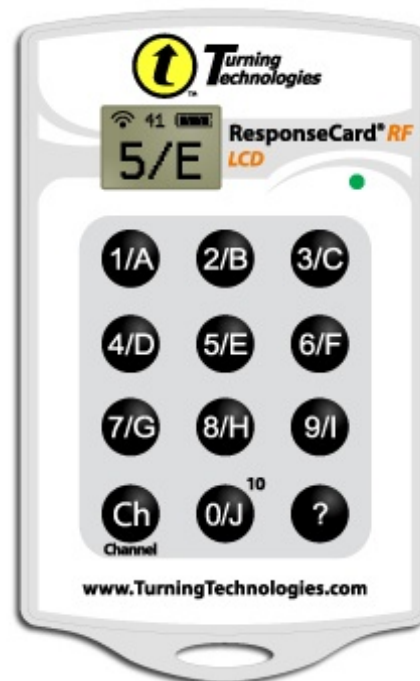 t Turning
Technologies
TM
41
5/E
ResponseCard® RF
LCD
1/A 2/B 3/C
4/D 5/E 6/F
7/G 8/H 9/I
Ch 0/J 10 ?
Channel
www.TurningTechnologies.com